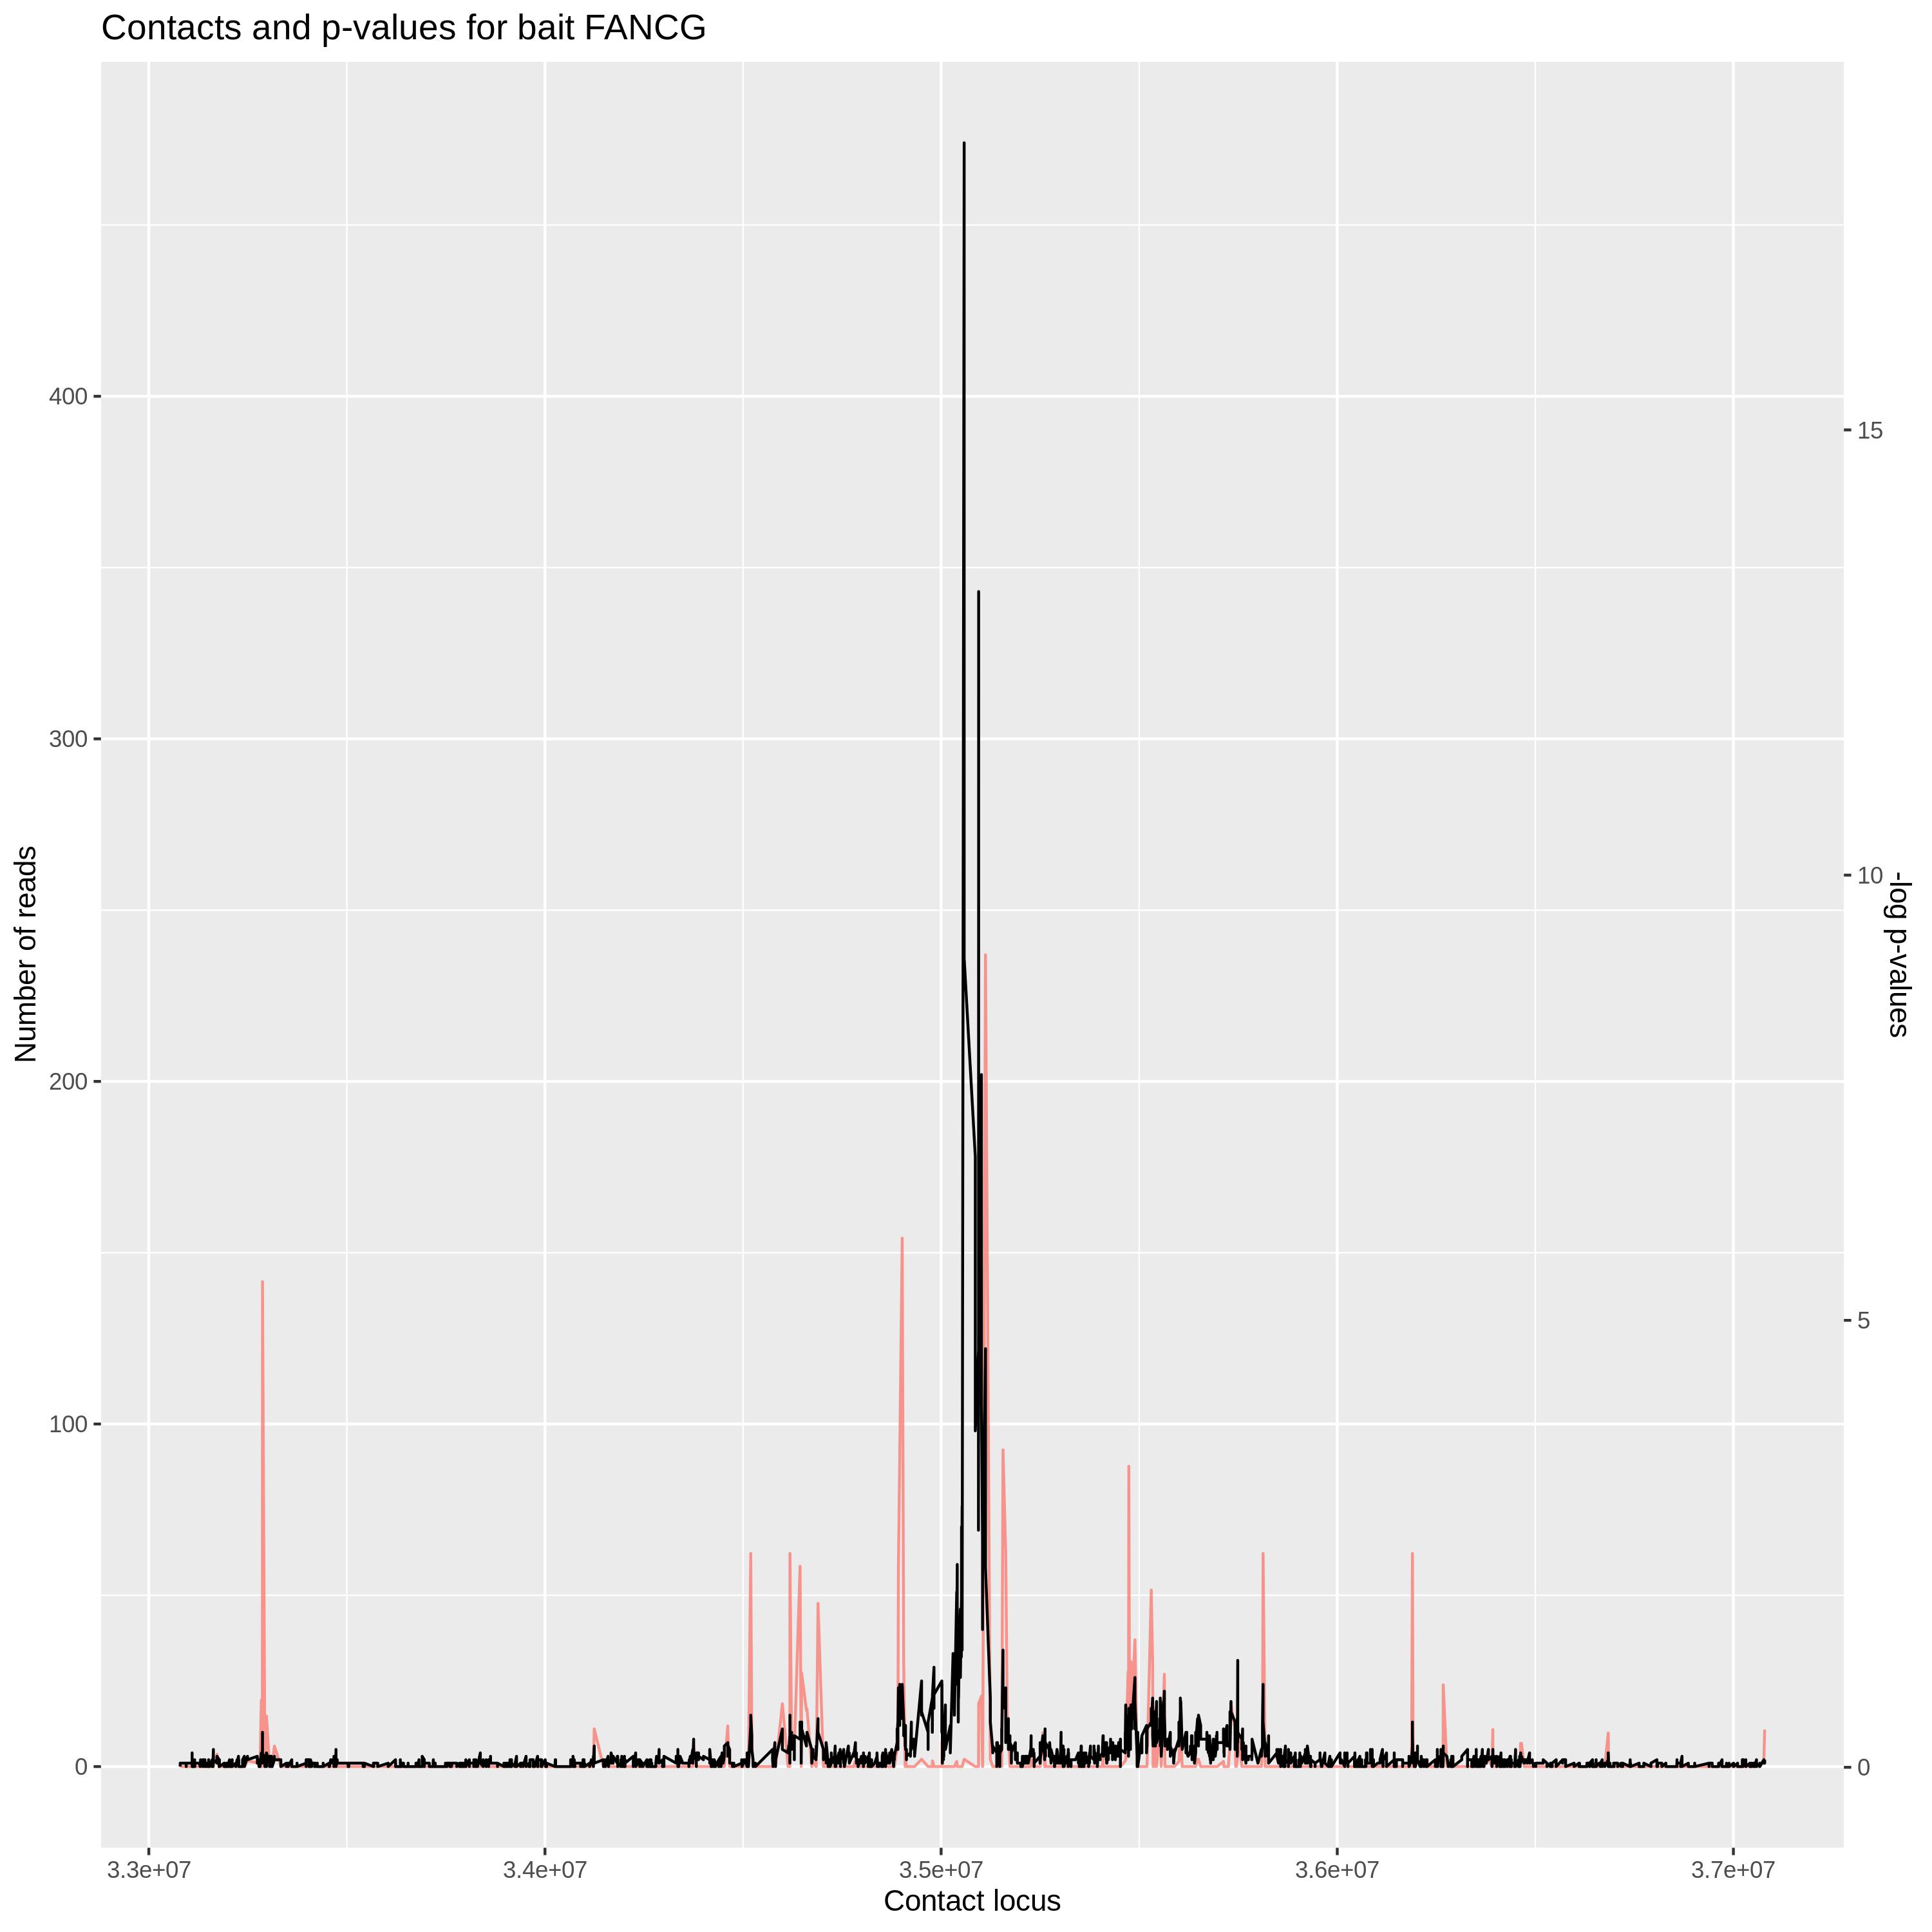 Contacts and p-values for bait FANCG
400
300
200
100
0
Number of reads
15
10
5
0
-log p-values
3.3e+07
3.4e+07
3.5e+07
3.6e+07
3.7e+07
Contact locus